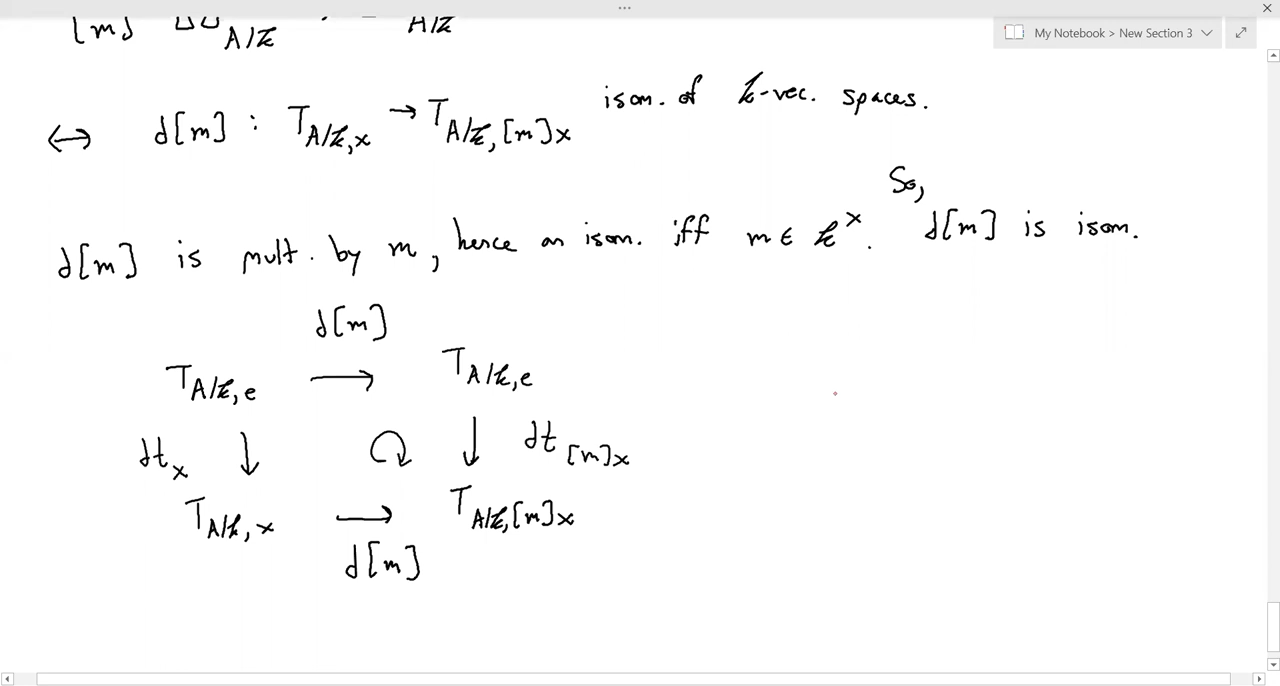 My Notebook > New Section 3
[m] A/k A/k
↔ d[m] : T_{A/k,x} → T_{A/k,[m]x} isom. of k-vec. spaces.
d[m] is mult. by m, hence an isom. iff m ∈ k^×. So, d[m] is isom.
d[m]
T_{A/k,e} ⟶ T_{A/k,e}
dt_x ↓ ↻ ↓ dt_{[m]x}
T_{A/k,x} ⟶ T_{A/k,[m]x}
d[m]